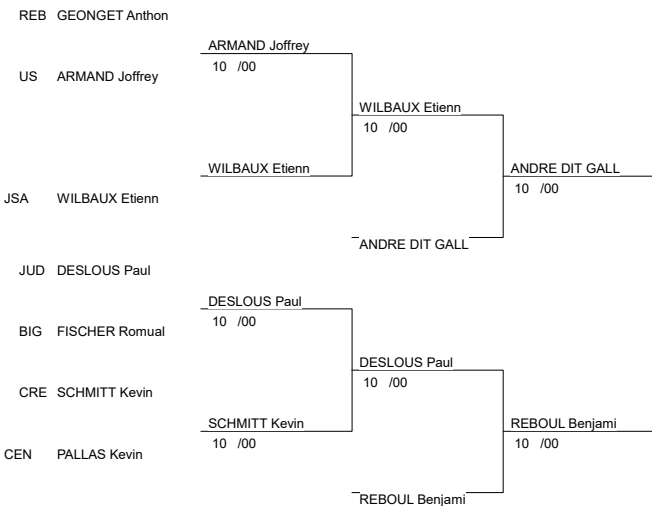 REB GEONGET Anthon
ARMAND Joffrey
10 /00
US ARMAND Joffrey
WILBAUX Etienn
10 /00
WILBAUX Etienn
ANDRE DIT GALL
10 /00
JSA WILBAUX Etienn
ANDRE DIT GALL
JUD DESLOUS Paul
DESLOUS Paul
10 /00
BIG FISCHER Romual
DESLOUS Paul
10 /00
CRE SCHMITT Kevin
SCHMITT Kevin
10 /00
REBOUL Benjami
10 /00
CEN PALLAS Kevin
REBOUL Benjami